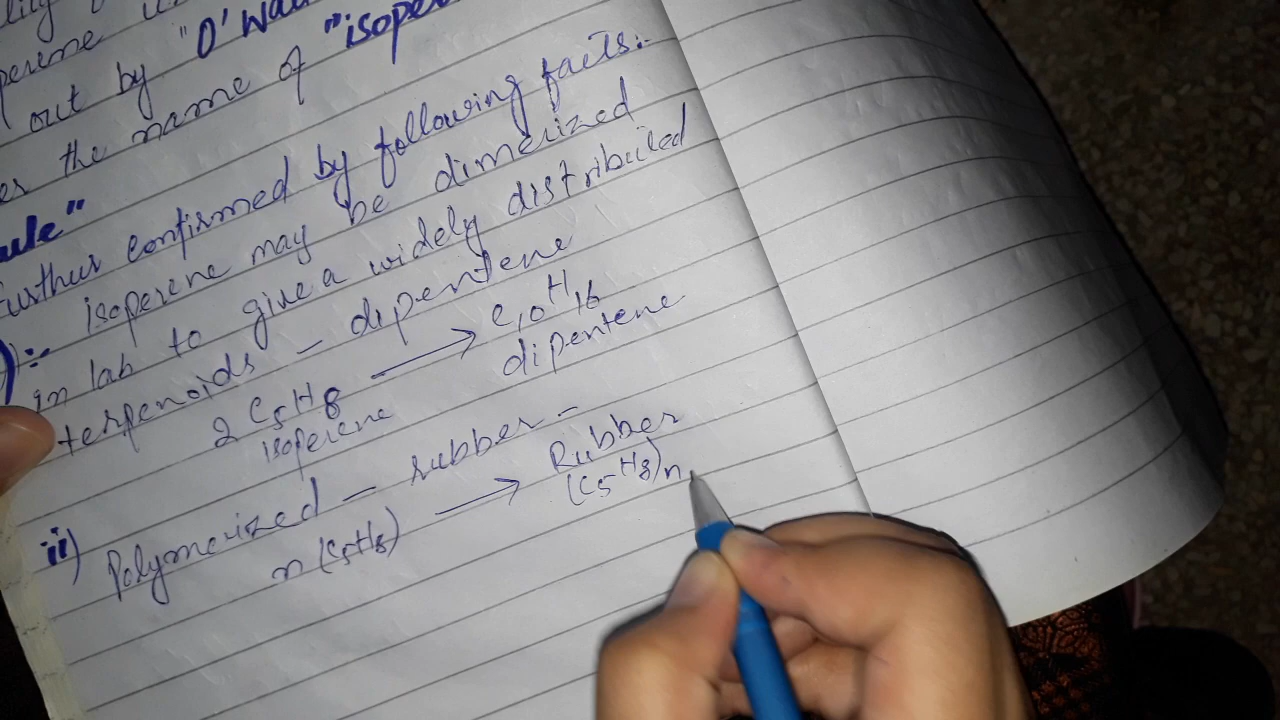 out by "O'Wa
the name of "isope
ule"
Further confirmed by following facts:
i):- isoperene may be dimerized
in lab to give a widely distributed
terpenoids - dipentene
2 C5H8 → C10H16
isoperene dipentene
ii) Polymerized - rubber -
n(C5H8) → Rubber
(C5H8)n